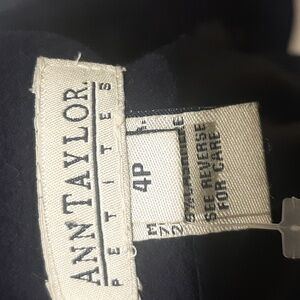 ANN TAYLOR
PETITES
4P
SEE REVERSE
FOR CARE